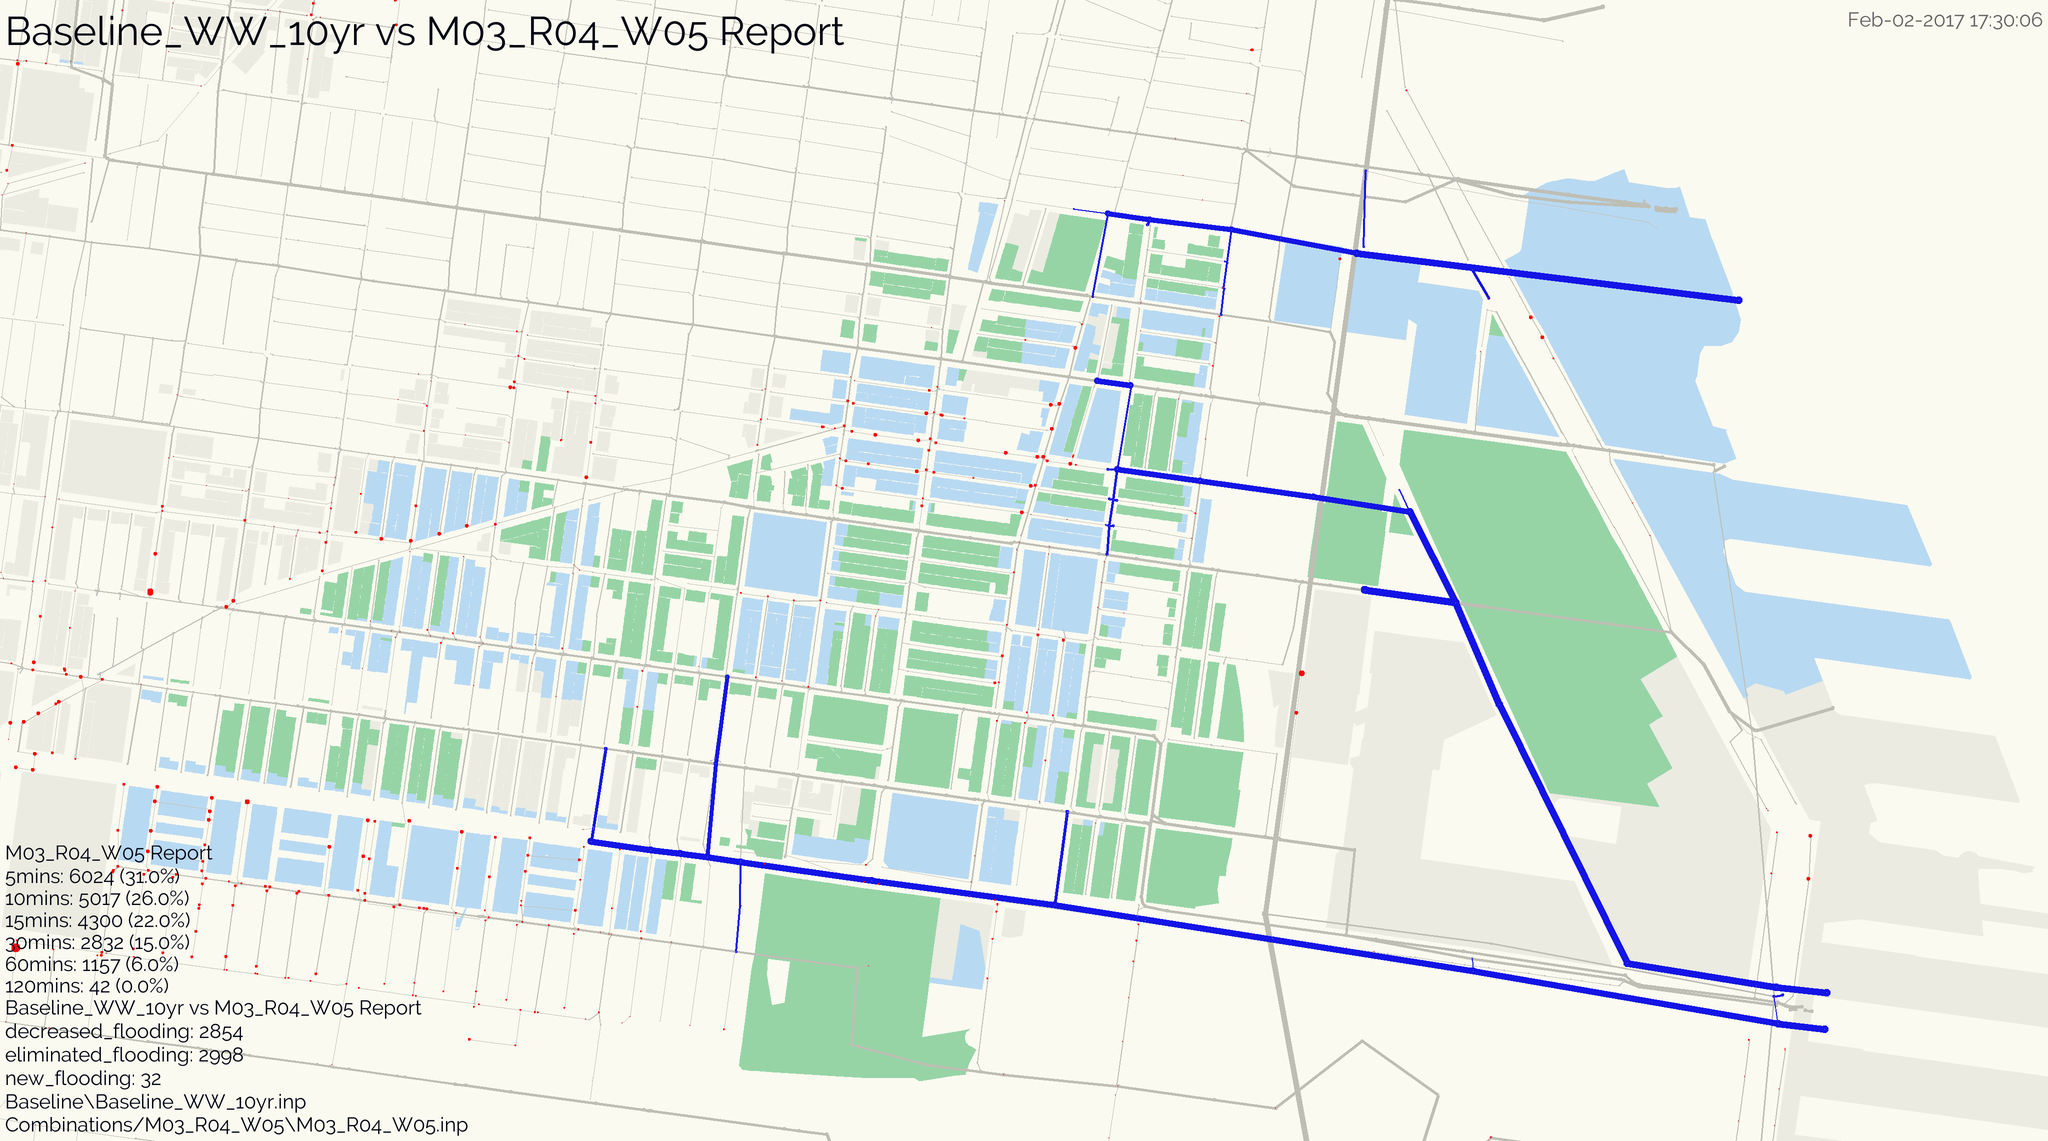 Baseline_WW_10yr vs M03_R04_W05 Report
Feb-02-2017 17:30:06
M03_R04_W05 Report
5mins: 6024 (31.0%)
10mins: 5017 (26.0%)
15mins: 4300 (22.0%)
30mins: 2832 (15.0%)
60mins: 1157 (6.0%)
120mins: 42 (0.0%)
Baseline_WW_10yr vs M03_R04_W05 Report
decreased_flooding: 2854
eliminated_flooding: 2998
new_flooding: 32
Baseline\Baseline_WW_10yr.inp
Combinations/M03_R04_W05\M03_R04_W05.inp